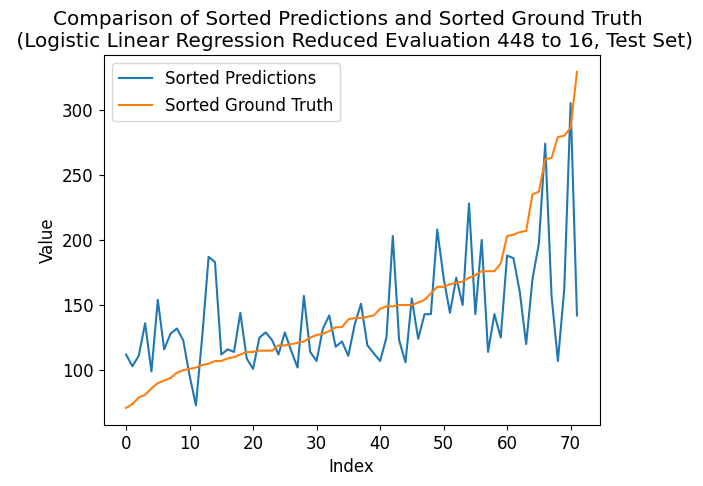 Comparison of Sorted Predictions and Sorted Ground Truth
(Logistic Linear Regression Reduced Evaluation 448 to 16, Test Set)
Sorted Predictions
Sorted Ground Truth
Value
300
250
200
150
100
0 10 20 30 40 50 60 70
Index